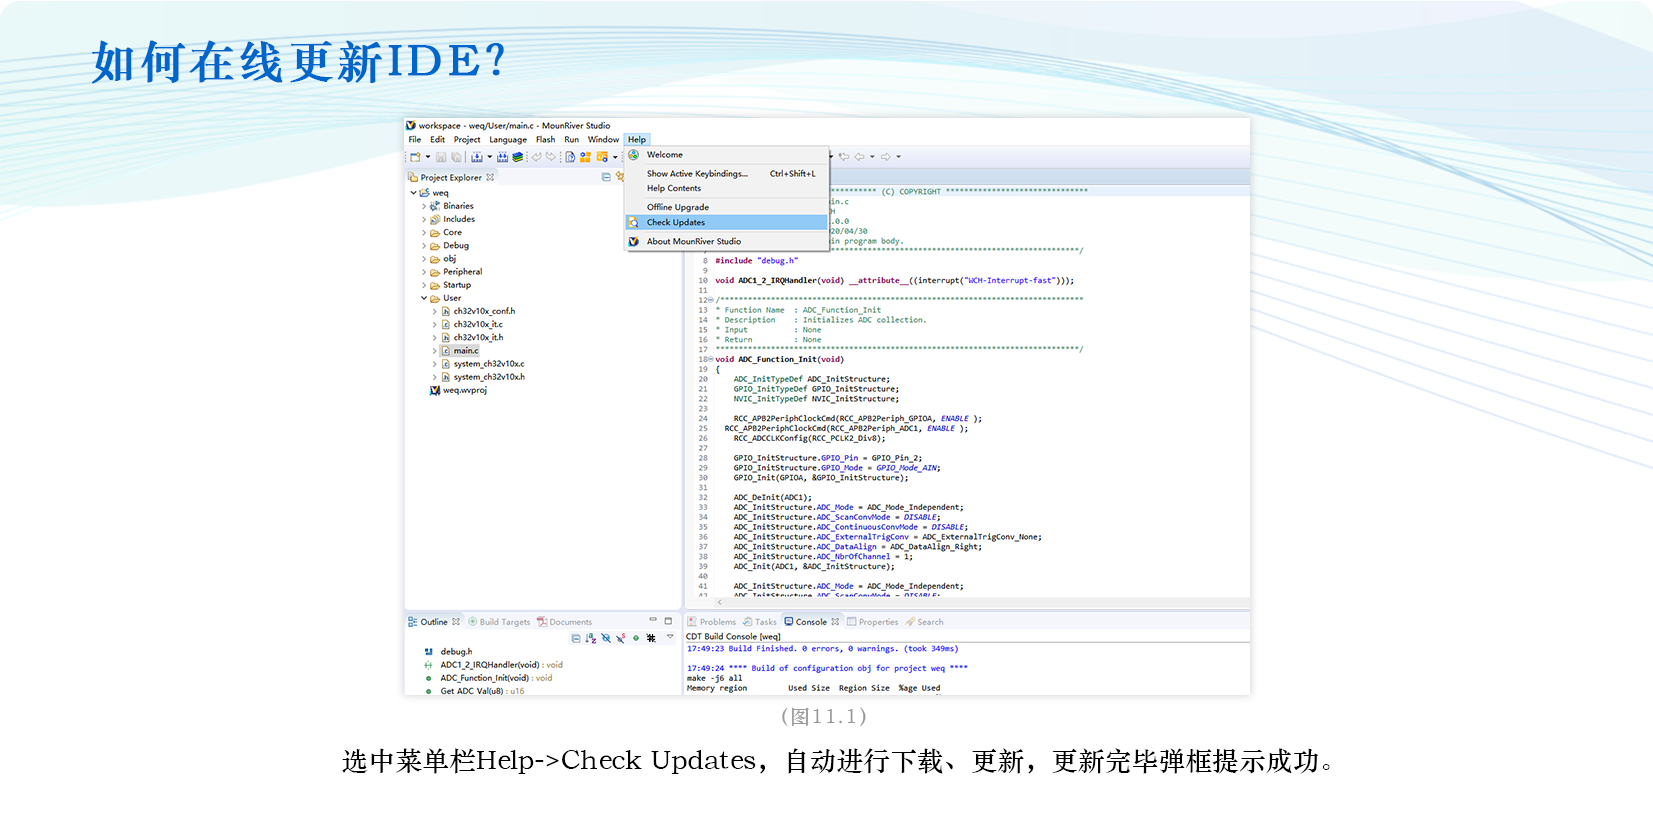 如何在线更新IDE?
workspace - weq/User/main.c - MounRiver Studio
File Edit Project Language Flash Run Window Help
Welcome
Show Active Keybindings... Ctrl+Shift+L
Help Contents
Offline Upgrade
Check Updates
About MounRiver Studio
Project Explorer
weq
Binaries
Includes
Core
Debug
obj
Peripheral
Startup
User
ch32v10x_conf.h
ch32v10x_it.c
ch32v10x_it.h
main.c
system_ch32v10x.c
system_ch32v10x.h
weq.wvproj
********** (C) COPYRIGHT *******************************
in.c
H
.0.0
20/04/30
in program body.
*******************************************************/
8 #include "debug.h"
9
10 void ADC1_2_IRQHandler(void) __attribute__((interrupt("WCH-Interrupt-fast")));
11
12 /*******************************************************************************
13 * Function Name : ADC_Function_Init
14 * Description : Initializes ADC collection.
15 * Input : None
16 * Return : None
17 *******************************************************************************/
18 void ADC_Function_Init(void)
19 {
20 ADC_InitTypeDef ADC_InitStructure;
21 GPIO_InitTypeDef GPIO_InitStructure;
22 NVIC_InitTypeDef NVIC_InitStructure;
23
24 RCC_APB2PeriphClockCmd(RCC_APB2Periph_GPIOA, ENABLE );
25 RCC_APB2PeriphClockCmd(RCC_APB2Periph_ADC1, ENABLE );
26 RCC_ADCCLKConfig(RCC_PCLK2_Div8);
27
28 GPIO_InitStructure.GPIO_Pin = GPIO_Pin_2;
29 GPIO_InitStructure.GPIO_Mode = GPIO_Mode_AIN;
30 GPIO_Init(GPIOA, &GPIO_InitStructure);
31
32 ADC_DeInit(ADC1);
33 ADC_InitStructure.ADC_Mode = ADC_Mode_Independent;
34 ADC_InitStructure.ADC_ScanConvMode = DISABLE;
35 ADC_InitStructure.ADC_ContinuousConvMode = DISABLE;
36 ADC_InitStructure.ADC_ExternalTrigConv = ADC_ExternalTrigConv_None;
37 ADC_InitStructure.ADC_DataAlign = ADC_DataAlign_Right;
38 ADC_InitStructure.ADC_NbrOfChannel = 1;
39 ADC_Init(ADC1, &ADC_InitStructure);
40
41 ADC_InitStructure.ADC_Mode = ADC_Mode_Independent;
42 ADC_InitStructure.ADC_ScanConvMode = DISABLE;
Outline Build Targets Documents
debug.h
ADC1_2_IRQHandler(void) : void
ADC_Function_Init(void) : void
Get_ADC_Val(u8) : u16
Problems Tasks Console Properties Search
CDT Build Console [weq]
17:49:23 Build Finished. 0 errors, 0 warnings. (took 349ms)
17:49:24 **** Build of configuration obj for project weq ****
make -j6 all
Memory region Used Size Region Size %age Used
(图11.1)
选中菜单栏Help->Check Updates，自动进行下载、更新，更新完毕弹框提示成功。